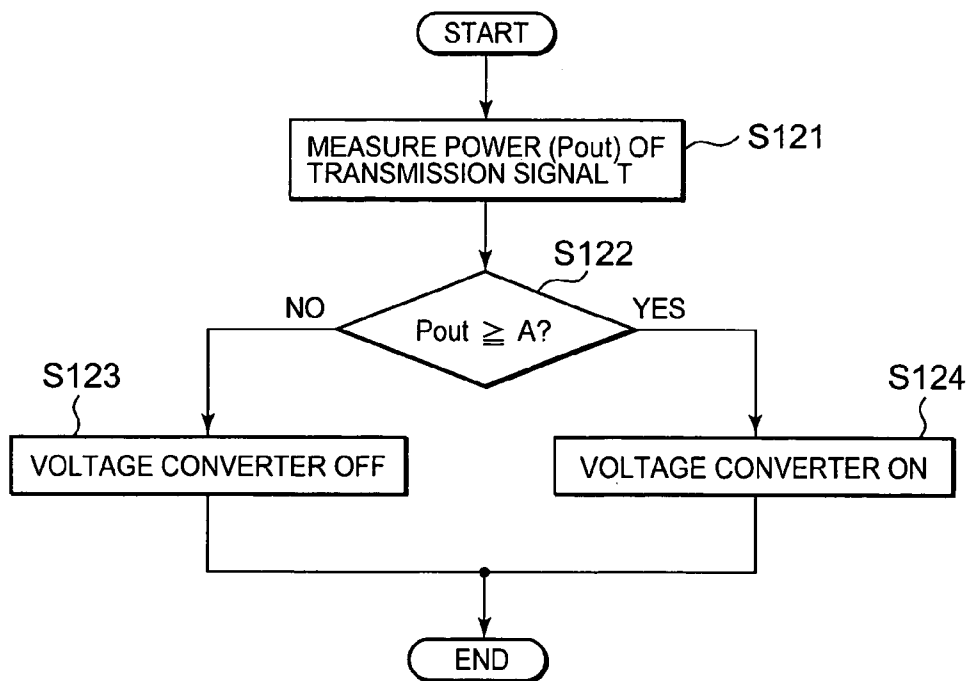 START
MEASURE POWER (Pout) OF
TRANSMISSION SIGNAL T
S121
S122
NO
Pout ≧ A?
YES
S123
VOLTAGE CONVERTER OFF
S124
VOLTAGE CONVERTER ON
END